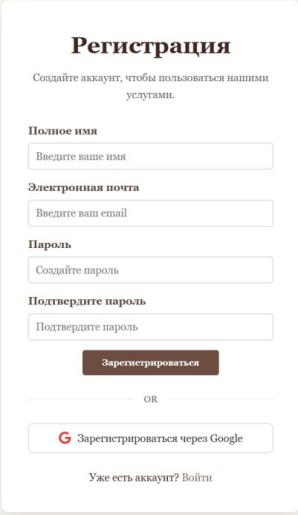 Регистрация
Создайте аккаунт, чтобы пользоваться нашими
услугами.
Полное имя
Введите ваше имя
Электронная почта
Введите ваш email
Пароль
Создайте пароль
Подтвердите пароль
Подтвердите пароль
Зарегистрироваться
OR
Зарегистрироваться через Google
Уже есть аккаунт? Войти